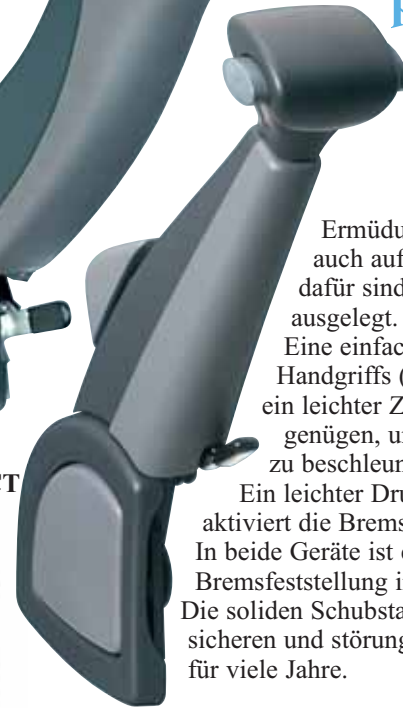 Ermüdu
auch auf
dafür sind
ausgelegt.
Eine einfac
Handgriffs (
ein leichter Z
genügen, u
zu beschleun
Ein leichter Dru
aktiviert die Brems
In beide Geräte ist
Bremsfeststellung i
Die soliden Schubsta
sicheren und störung
für viele Jahre.